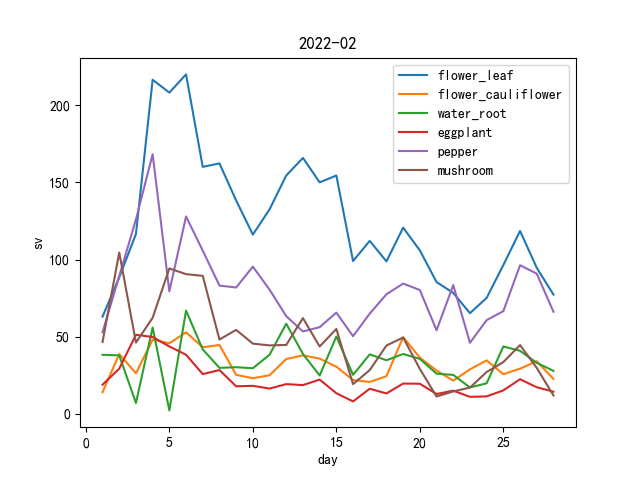 2022-02
sv
200
150
100
50
0
0 5 10 15 20 25
day
flower_leaf
flower_cauliflower
water_root
eggplant
pepper
mushroom